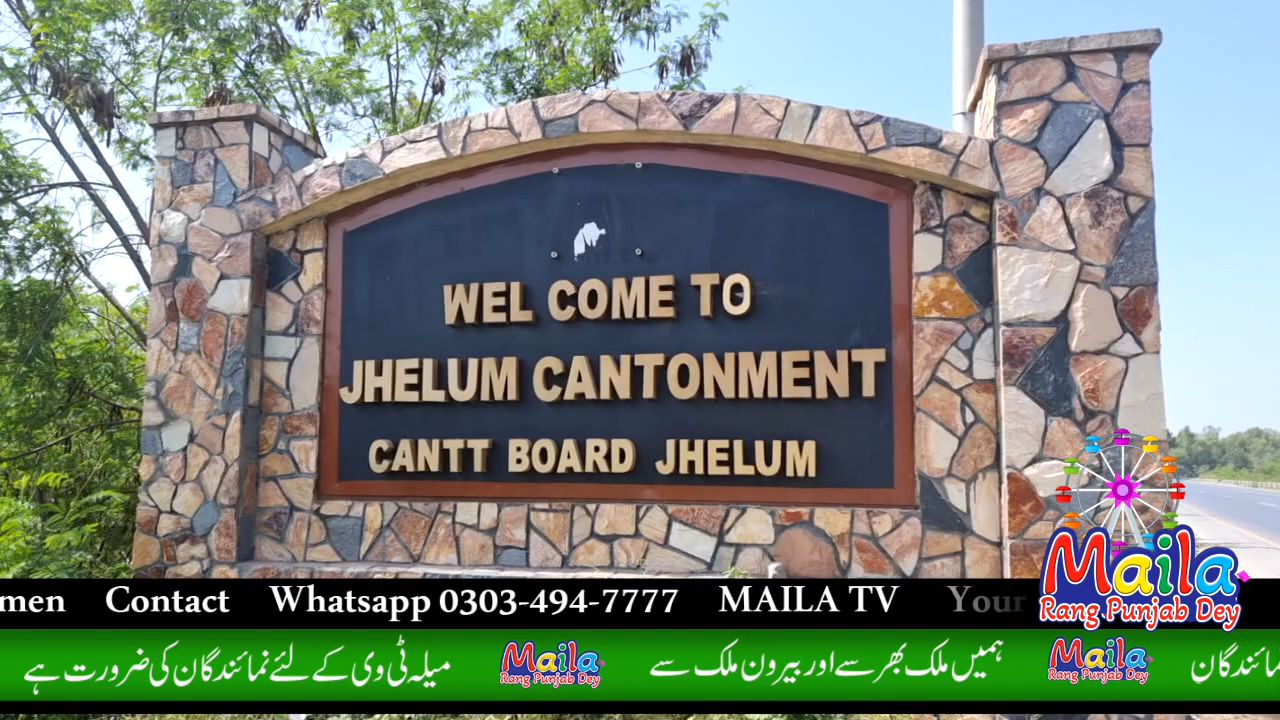 WEL COME TO
JHELUM CANTONMENT
CANTT BOARD JHELUM
men Contact Whatsapp 0303-494-7777 MAILA TV Your
Maila
Rang Punjab Dey
میلہ ٹی وی کے لئے نمائندگان کی ضرورت ہے
Maila
Rang Punjab Dey
ہمیں ملک بھر سے اور بیرون ملک سے
Maila
Rang Punjab Dey
نمائندگان